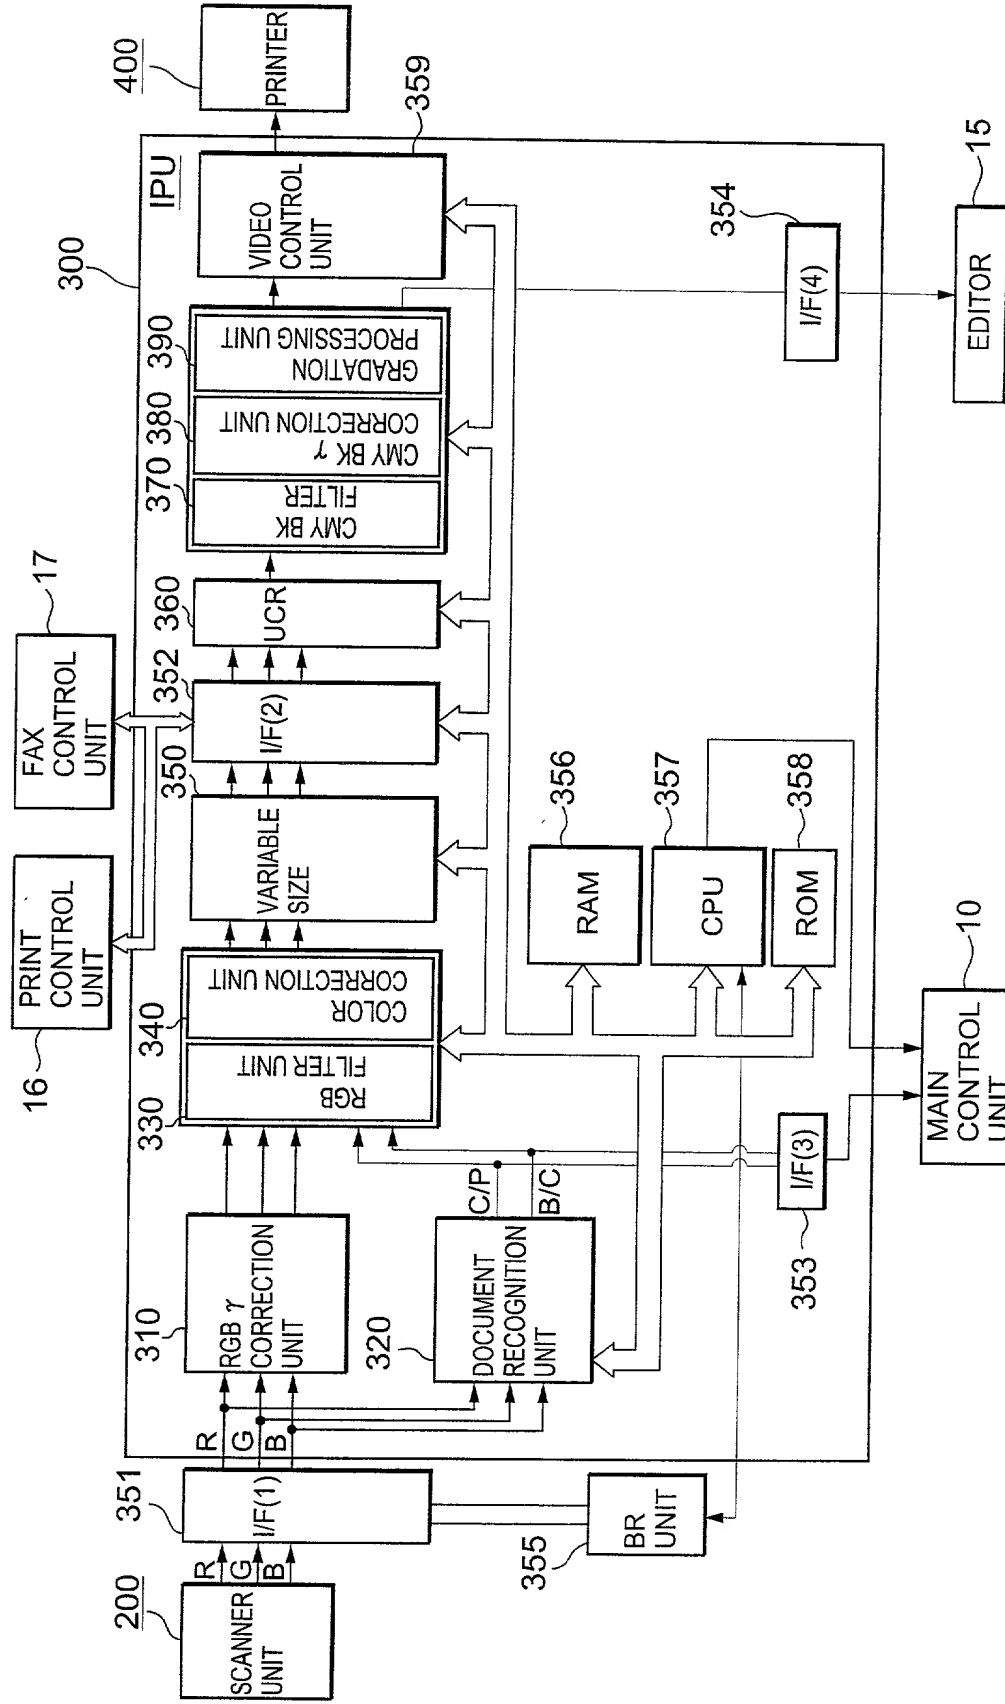 200
SCANNER
UNIT
R
G
B
351
I/F(1)
R
G
B
355
BR
UNIT
300
IPU
310
RGB γ
CORRECTION
UNIT
320
DOCUMENT
RECOGNITION
UNIT
C/P
B/C
330
RGB
FILTER UNIT
340
COLOR
CORRECTION UNIT
350
VARIABLE
SIZE
352
I/F(2)
360
UCR
370
CMY BK
FILTER
380
CMY BK γ
CORRECTION UNIT
390
GRADATION
PROCESSING UNIT
VIDEO
CONTROL
UNIT
359
400
PRINTER
16
PRINT
CONTROL
UNIT
17
FAX
CONTROL
UNIT
RAM
356
CPU
357
ROM
358
353
I/F(3)
I/F(4)
354
MAIN
CONTROL
UNIT
10
EDITOR
15